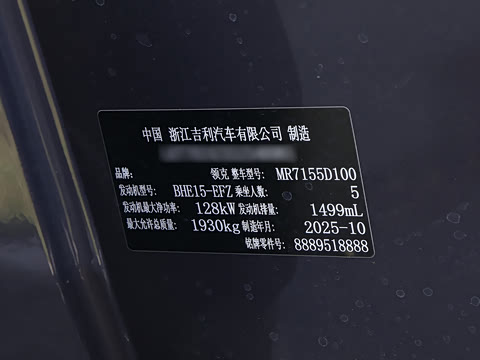 中国 浙江吉利汽车有限公司 制造
品牌: 领克 整车型号: MR7155D100
发动机型号: BHE15-EFZ 乘坐人数: 5
发动机最大净功率: 128kW 发动机排量: 1499mL
最大允许总质量: 1930kg 制造年月: 2025-10
铭牌零件号: 8889518888